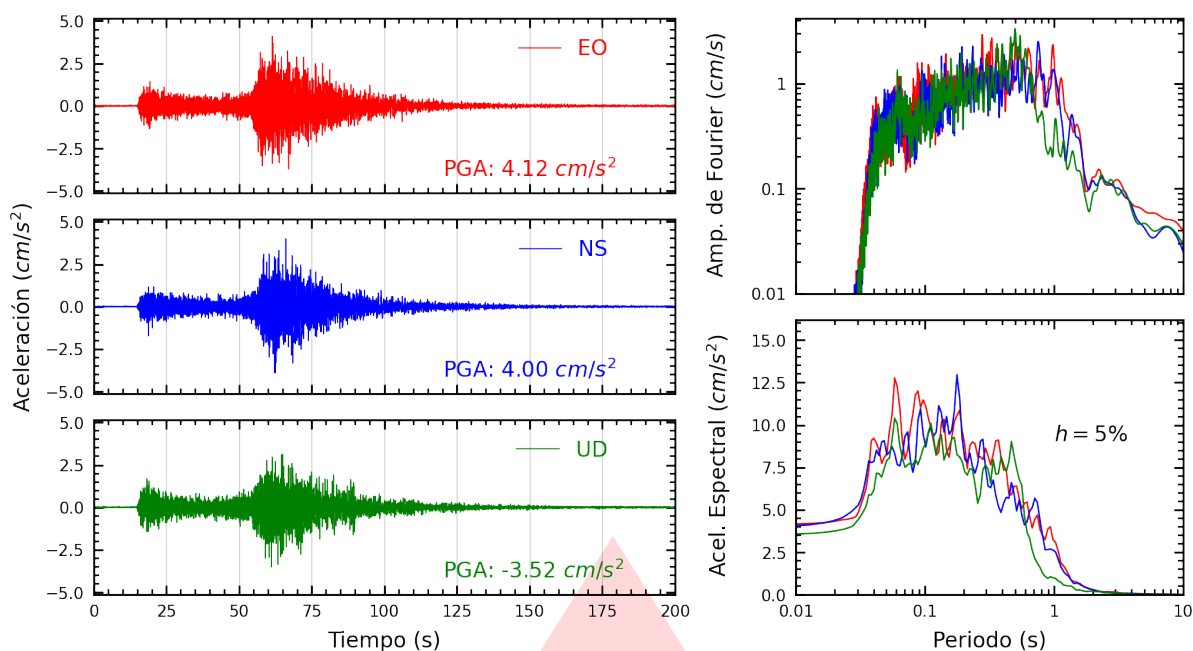 Aceleración (cm/s²)
5.0
2.5
0.0
−2.5
−5.0
EO
PGA: 4.12 cm/s²
5.0
2.5
0.0
−2.5
−5.0
NS
PGA: 4.00 cm/s²
5.0
2.5
0.0
−2.5
−5.0
UD
PGA: -3.52 cm/s²
0 25 50 75 100 125 150 175 200
Tiempo (s)
Amp. de Fourier (cm/s)
1
0.1
0.01
Acel. Espectral (cm/s²)
15.0
12.5
10.0
7.5
5.0
2.5
0.0
h = 5%
0.01 0.1 1 10
Periodo (s)